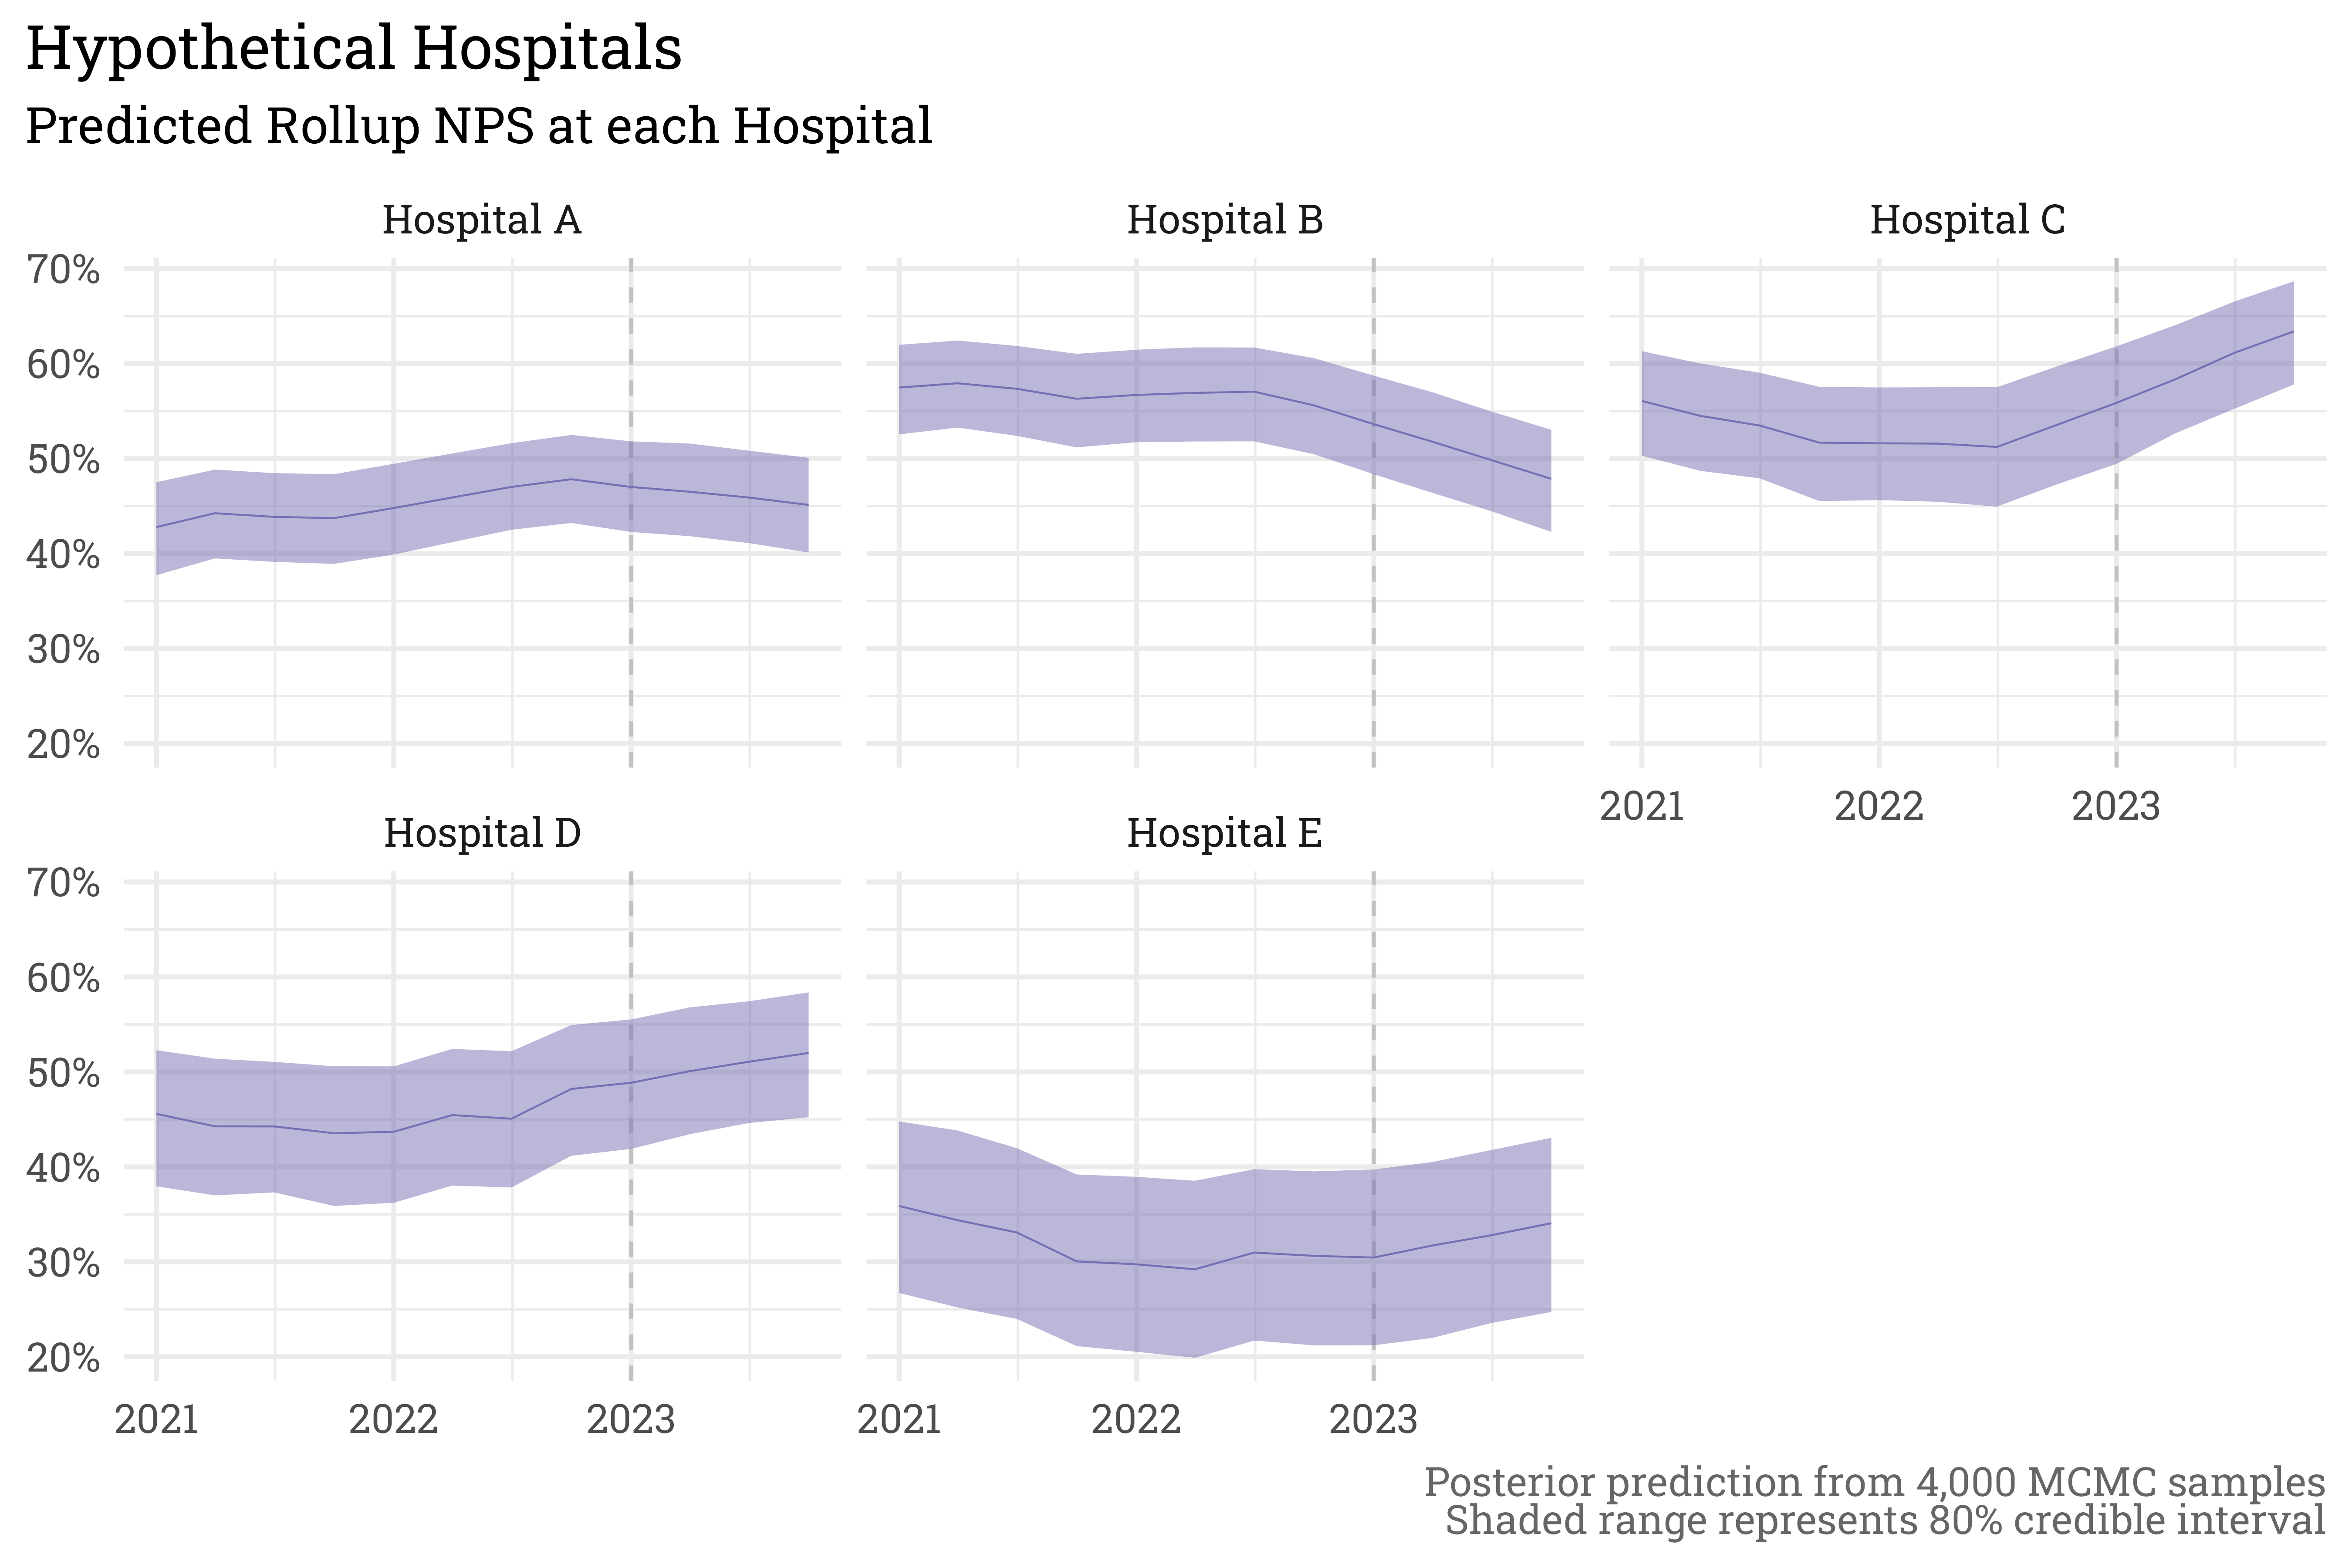 Hypothetical Hospitals
Predicted Rollup NPS at each Hospital
Hospital A
Hospital B
Hospital C
70%
60%
50%
40%
30%
20%
2021
2022
2023
Hospital D
Hospital E
70%
60%
50%
40%
30%
20%
2021
2022
2023
2021
2022
2023
Posterior prediction from 4,000 MCMC samples
Shaded range represents 80% credible interval